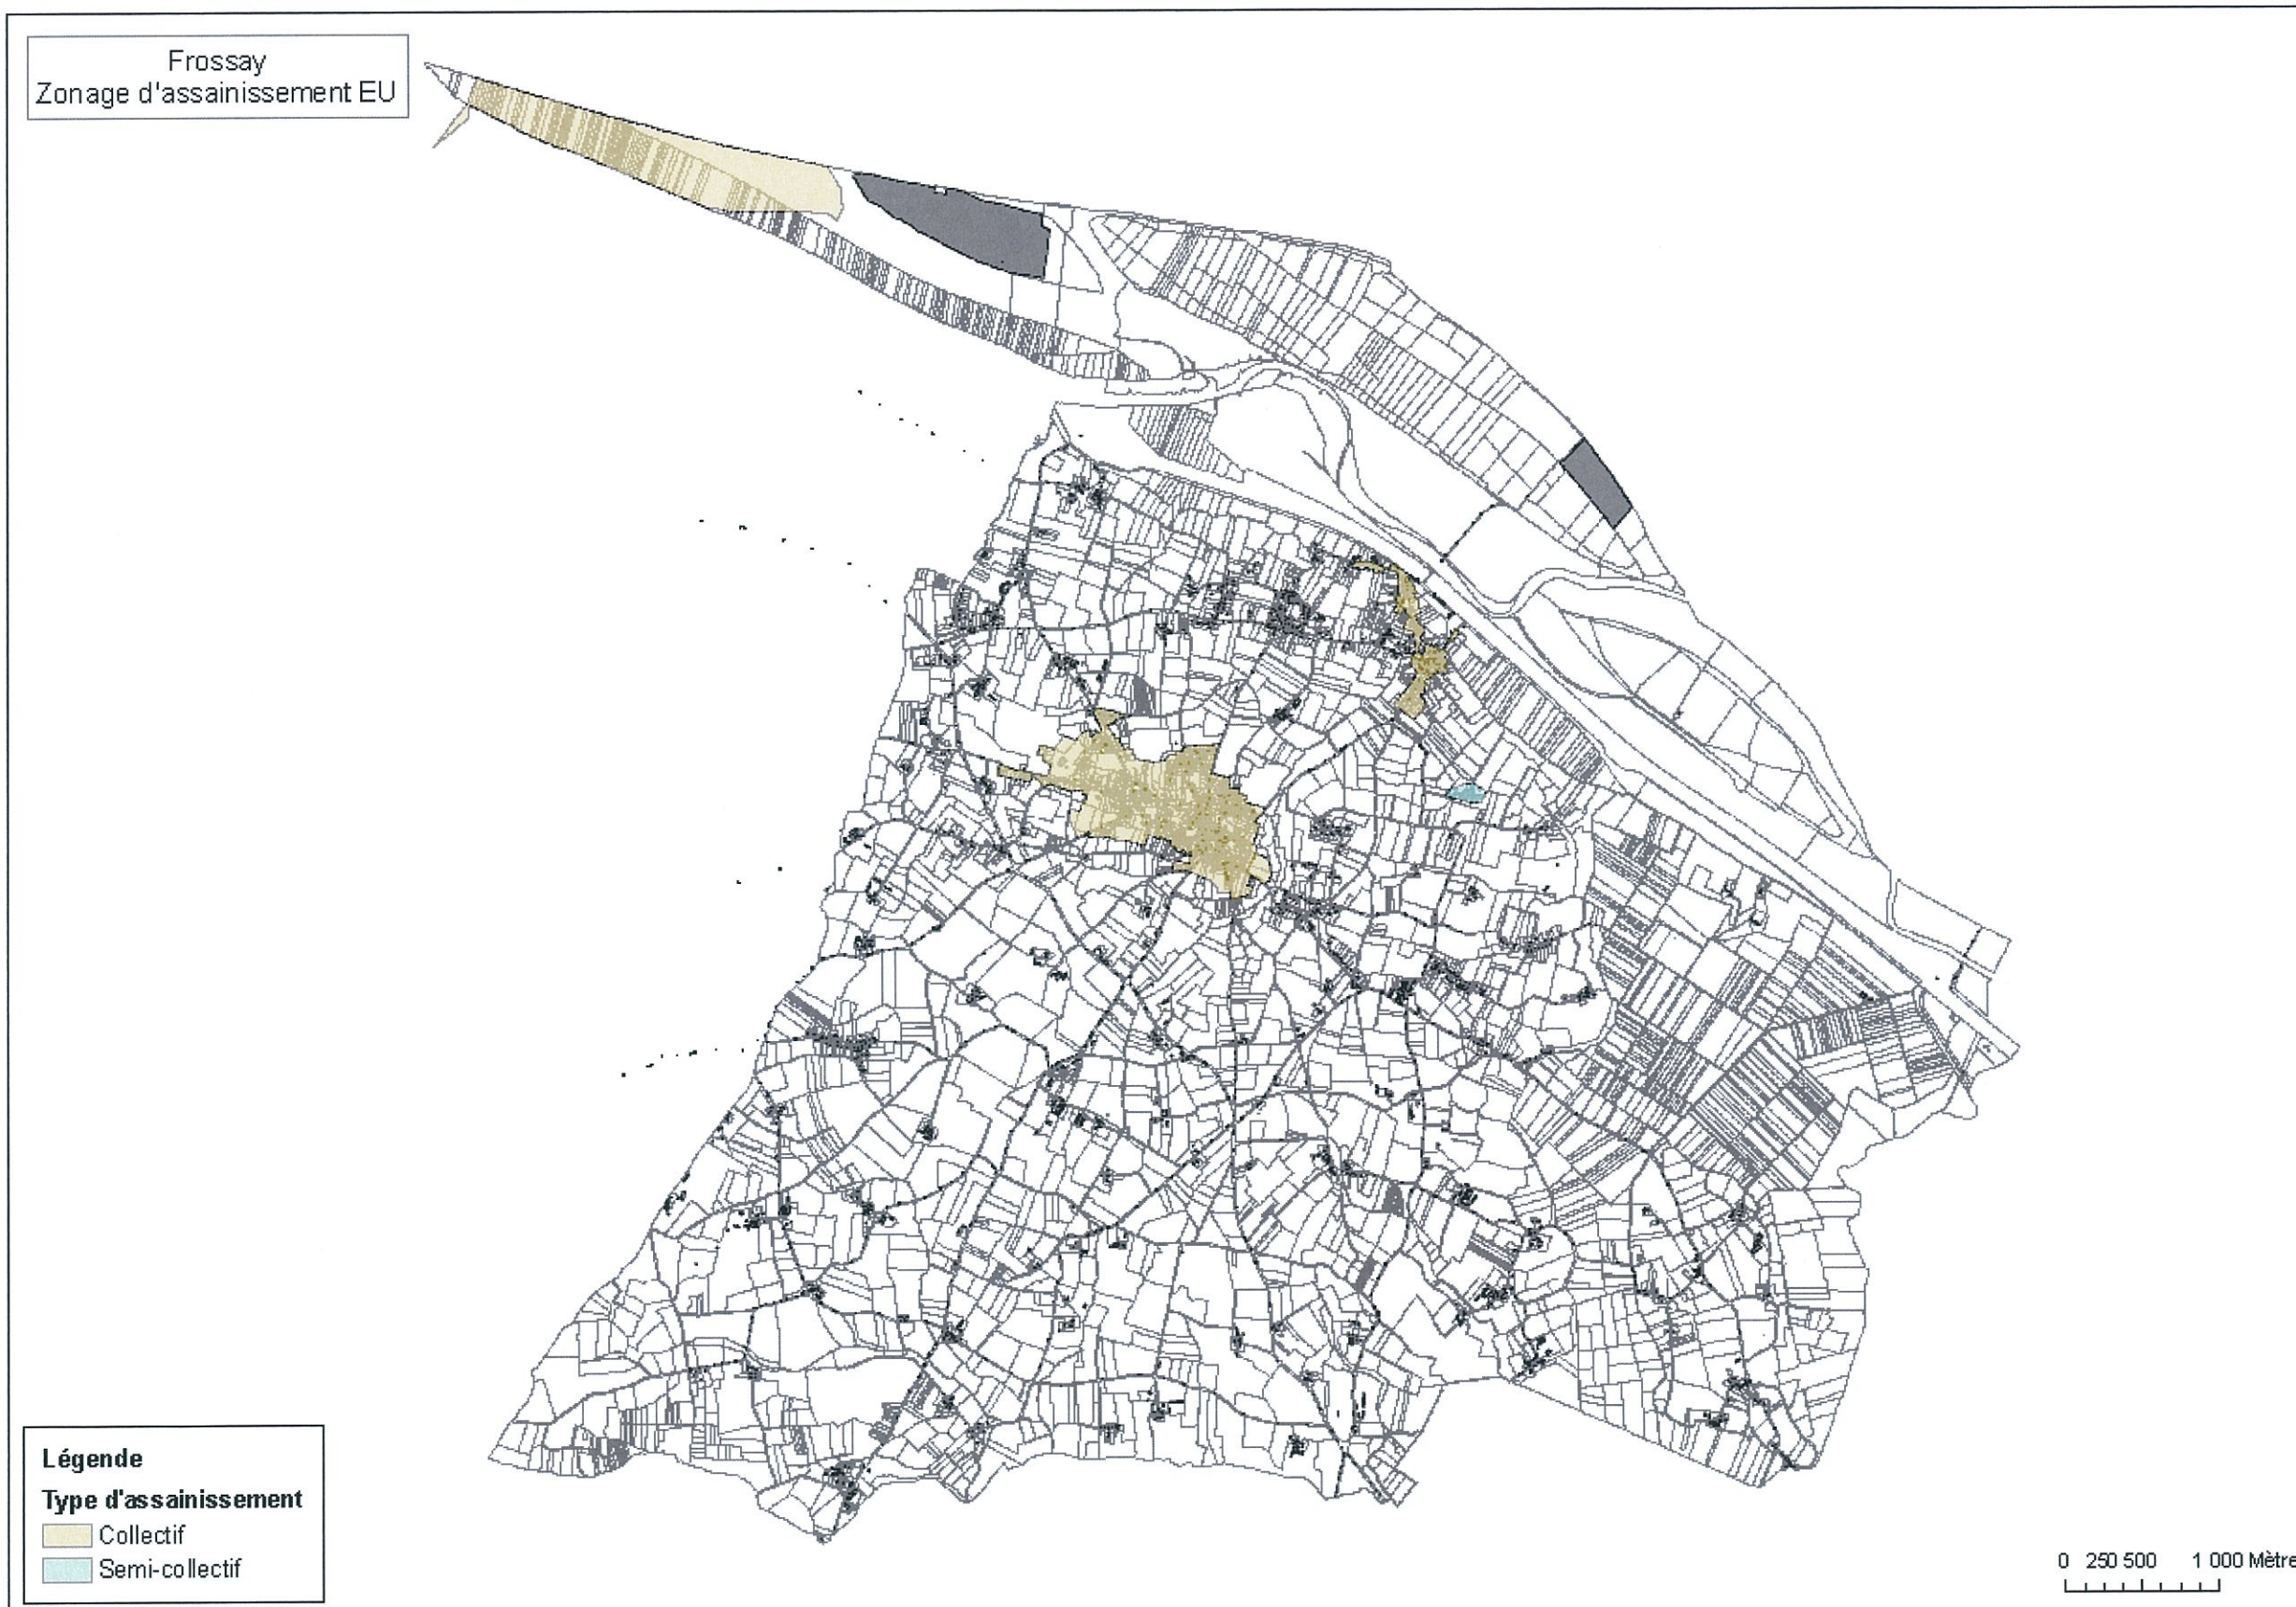 Frossay
Zonage d'assainissement EU
Légende
Type d'assainissement
Collectif
Semi-collectif
0 250 500 1 000 Mètre